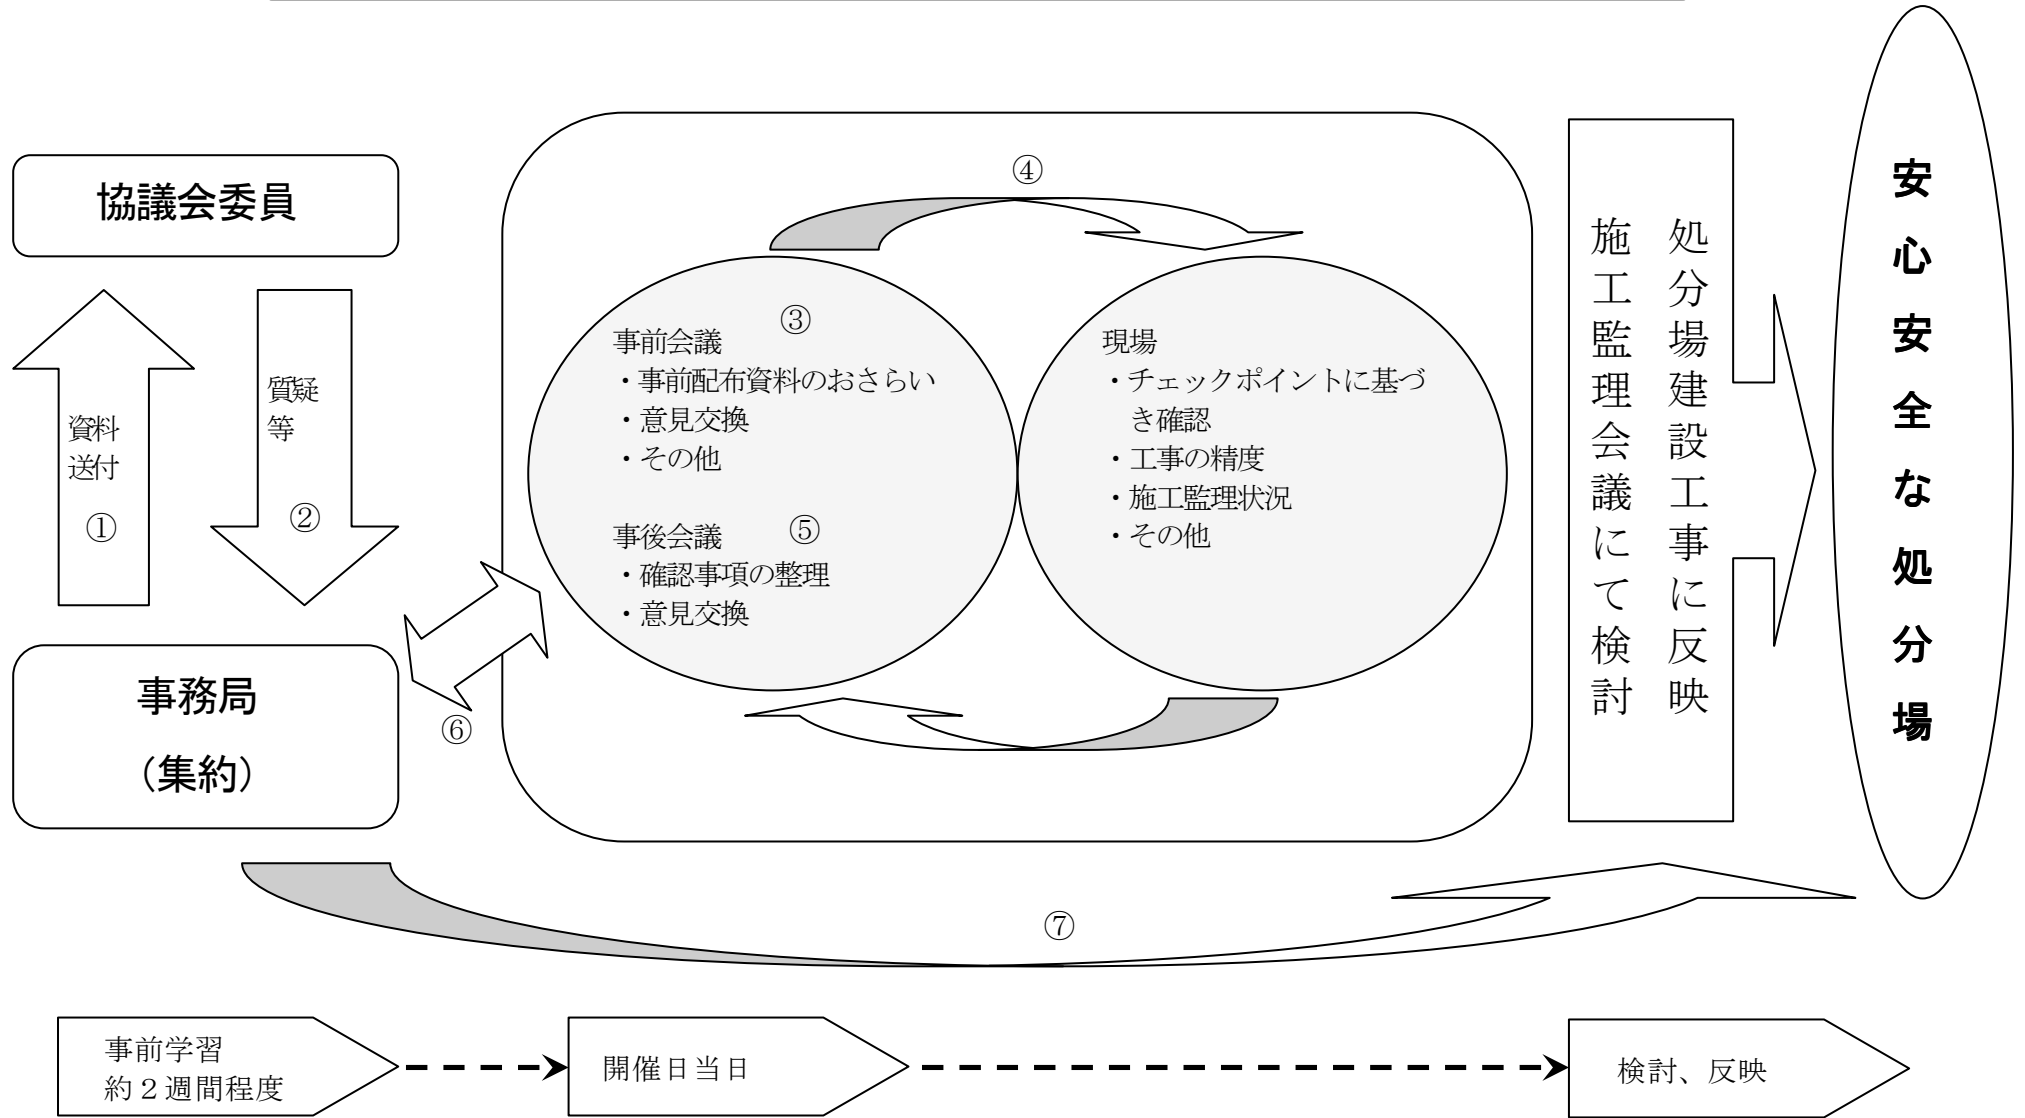 協議会委員
資料
送付
①
質疑
等
②
事務局
（集約）
⑥
④
事前会議　③
・事前配布資料のおさらい
・意見交換
・その他
事後会議　⑤
・確認事項の整理
・意見交換
現場
・チェックポイントに基づ
き確認
・工事の精度
・施工監理状況
・その他
処分場建設工事に反映
施工監理会議にて検討
安心安全な処分場
⑦
事前学習
約２週間程度
開催日当日
検討、反映